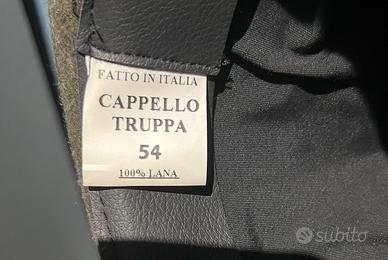 FATTO IN ITALIA
CAPPELLO
TRUPPA
54
100% LANA
subito